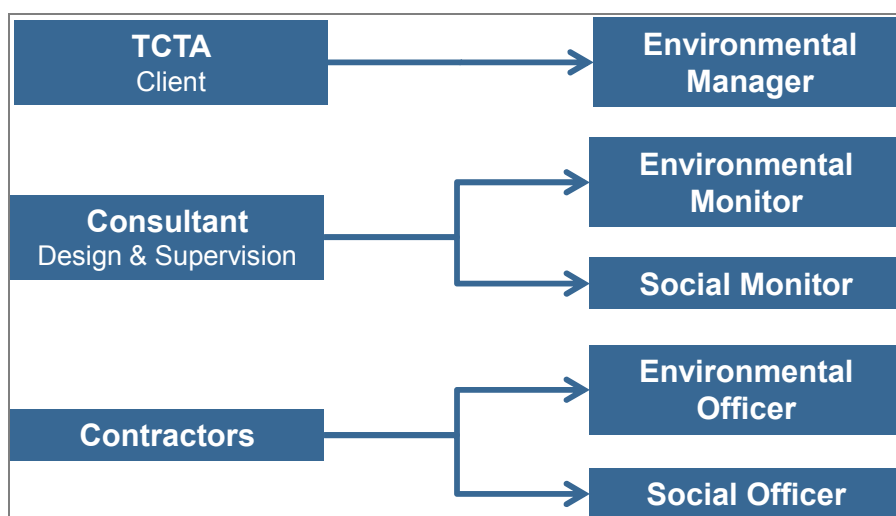 TCTA
Client
Environmental
Manager
Consultant
Design & Supervision
Environmental
Monitor
Social Monitor
Contractors
Environmental
Officer
Social Officer